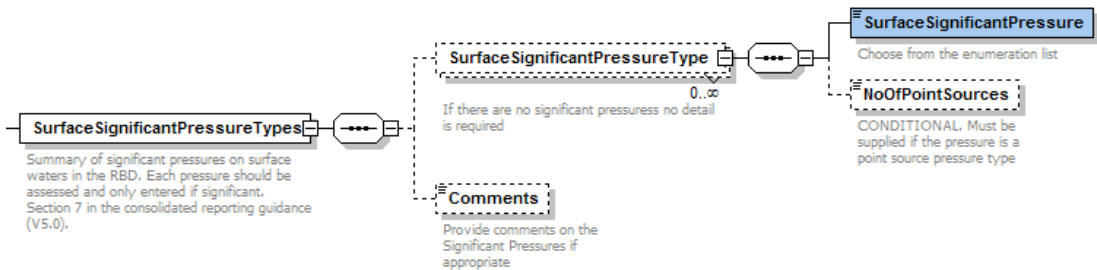 SurfaceSignificantPressure
Choose from the enumeration list
SurfaceSignificantPressureType
0..∞
If there are no significant pressuress no detail
is required
NoOfPointSources
CONDITIONAL. Must be
supplied if the pressure is a
point source pressure type
SurfaceSignificantPressureTypes
Summary of significant pressures on surface
waters in the RBD. Each pressure should be
assessed and only entered if significant.
Section 7 in the consolidated reporting guidance
(V5.0).
Comments
Provide comments on the
Significant Pressures if
appropriate